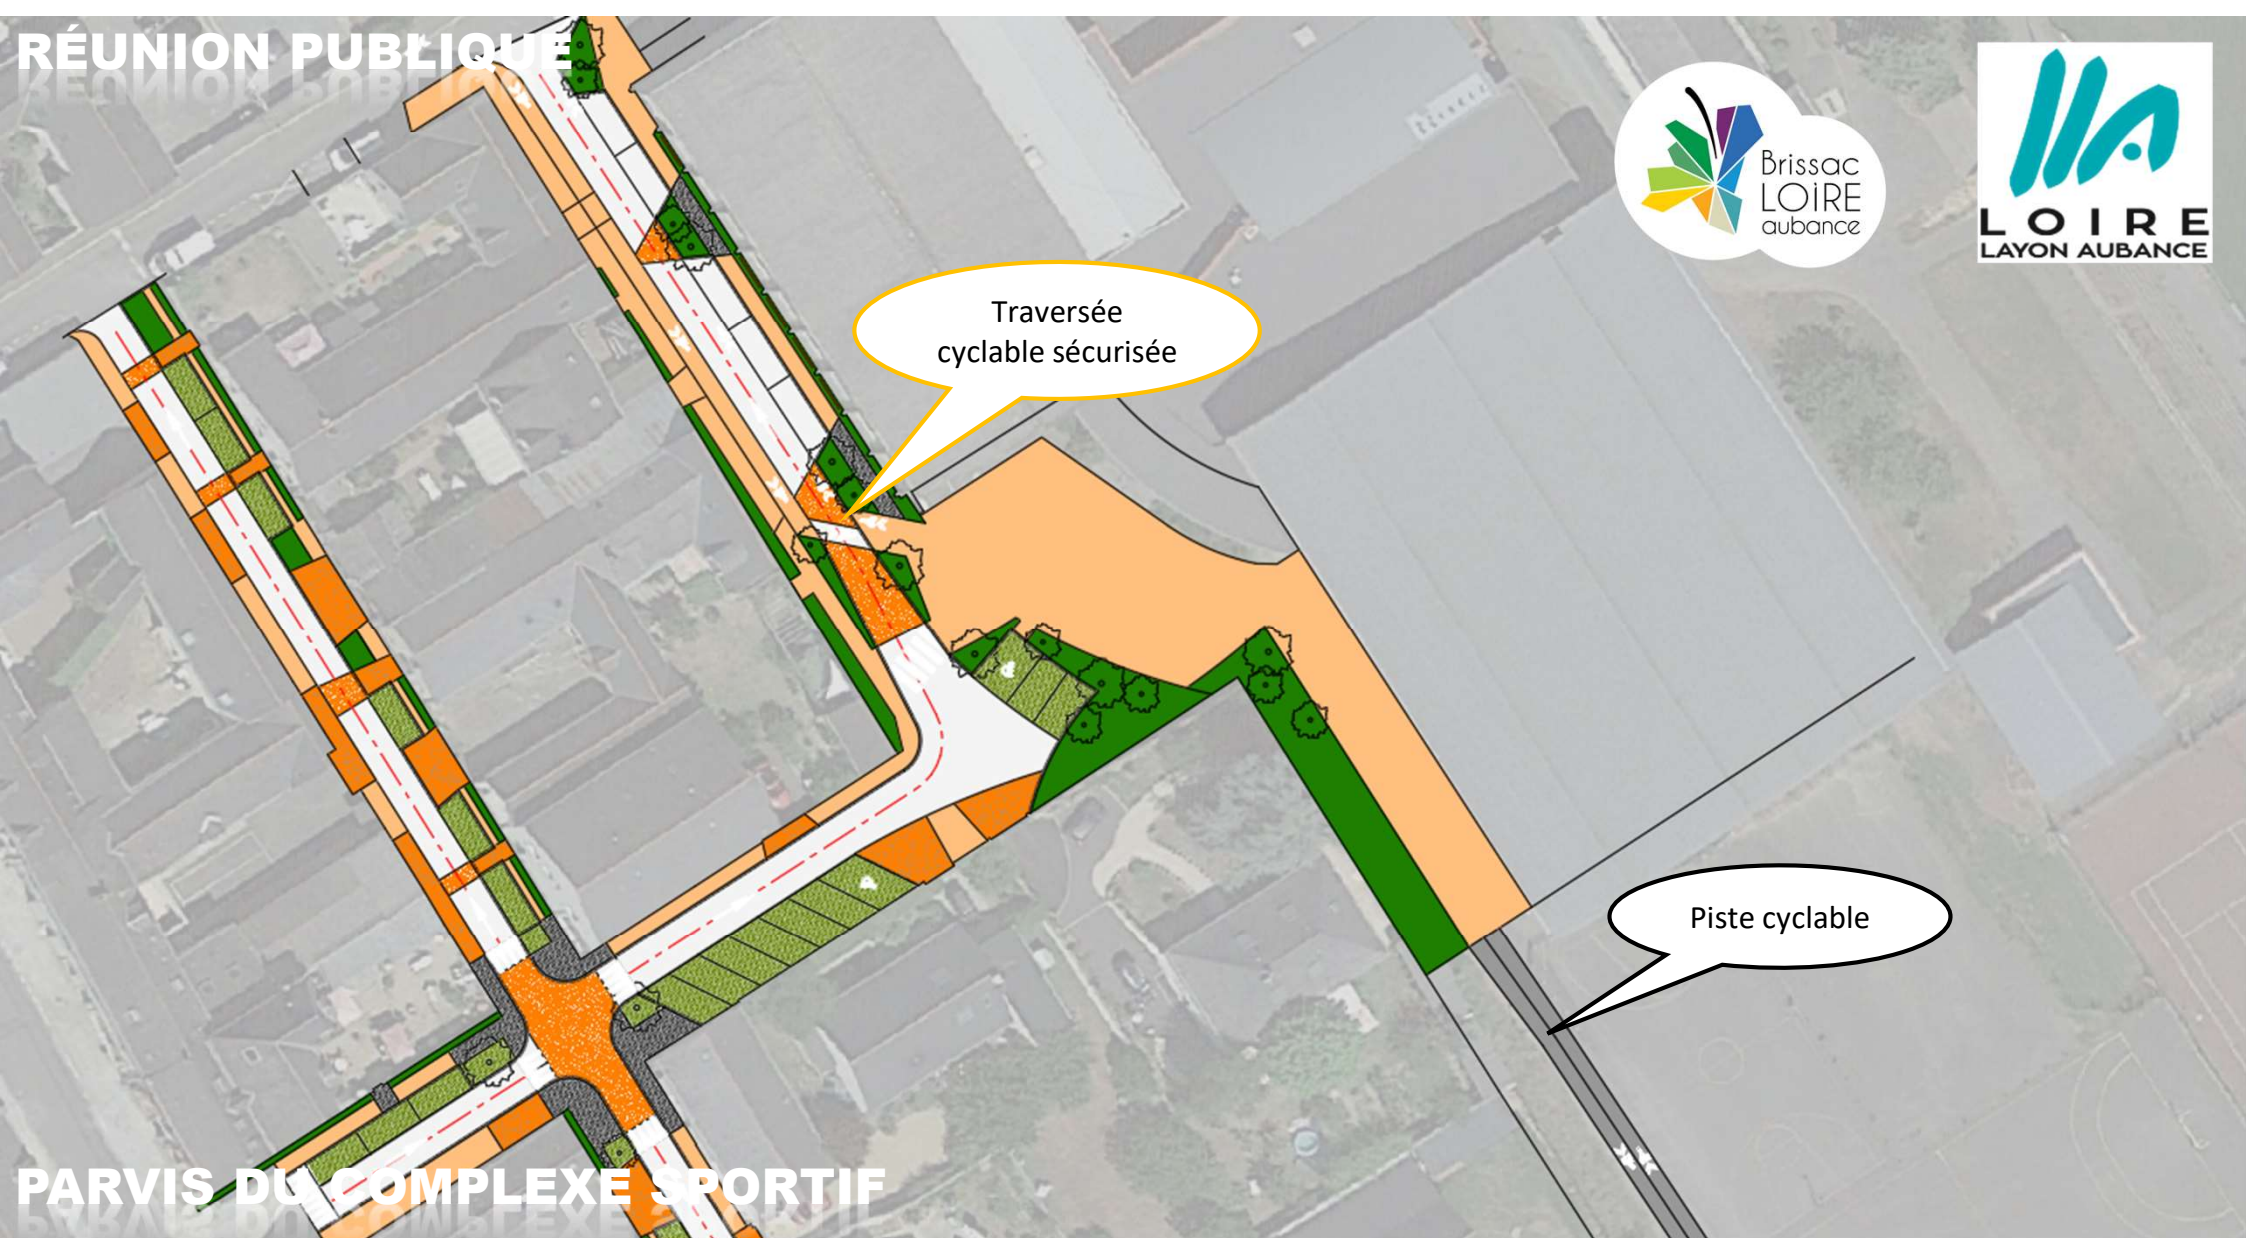 RÉUNION PUBLIQUE
Brissac
LOiRE
aubance
LOIRE
LAYON AUBANCE
Traversée
cyclable sécurisée
Piste cyclable
PARVIS DU COMPLEXE SPORTIF